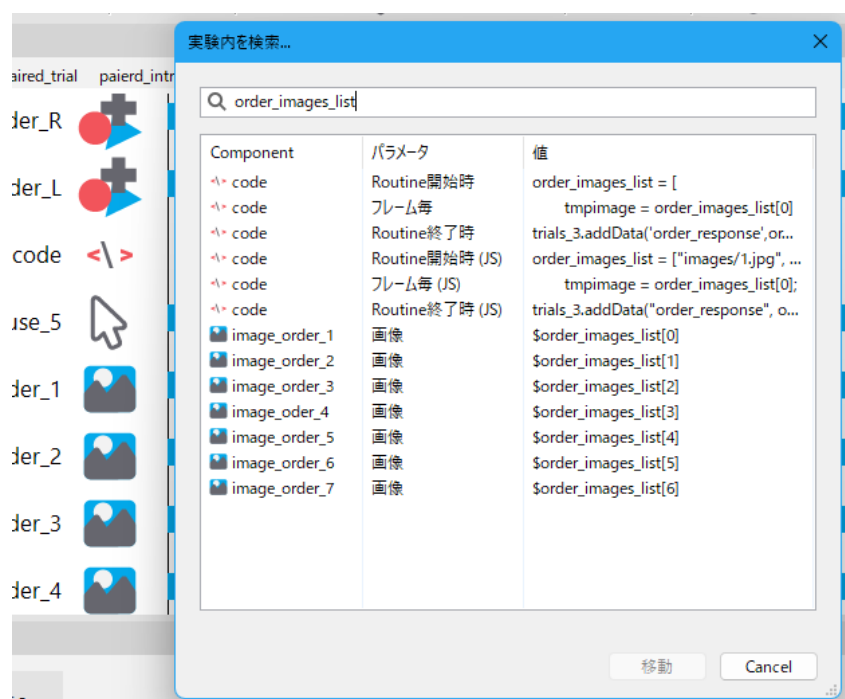 実験内を検索...
aired_trial paierd_intr
order_images_list
der_R
Component パラメータ 値
code Routine開始時 order_images_list = [
der_L
code フレーム毎 tmpimage = order_images_list[0]
code Routine終了時 trials_3.addData('order_response',or...
code
code Routine開始時 (JS) order_images_list = ["images/1.jpg", ...
code フレーム毎 (JS) tmpimage = order_images_list[0];
code Routine終了時 (JS) trials_3.addData("order_response", o...
use_5
image_order_1 画像 $order_images_list[0]
image_order_2 画像 $order_images_list[1]
der_1
image_order_3 画像 $order_images_list[2]
image_oder_4 画像 $order_images_list[3]
image_order_5 画像 $order_images_list[4]
der_2
image_order_6 画像 $order_images_list[5]
image_order_7 画像 $order_images_list[6]
der_3
der_4
移動 Cancel